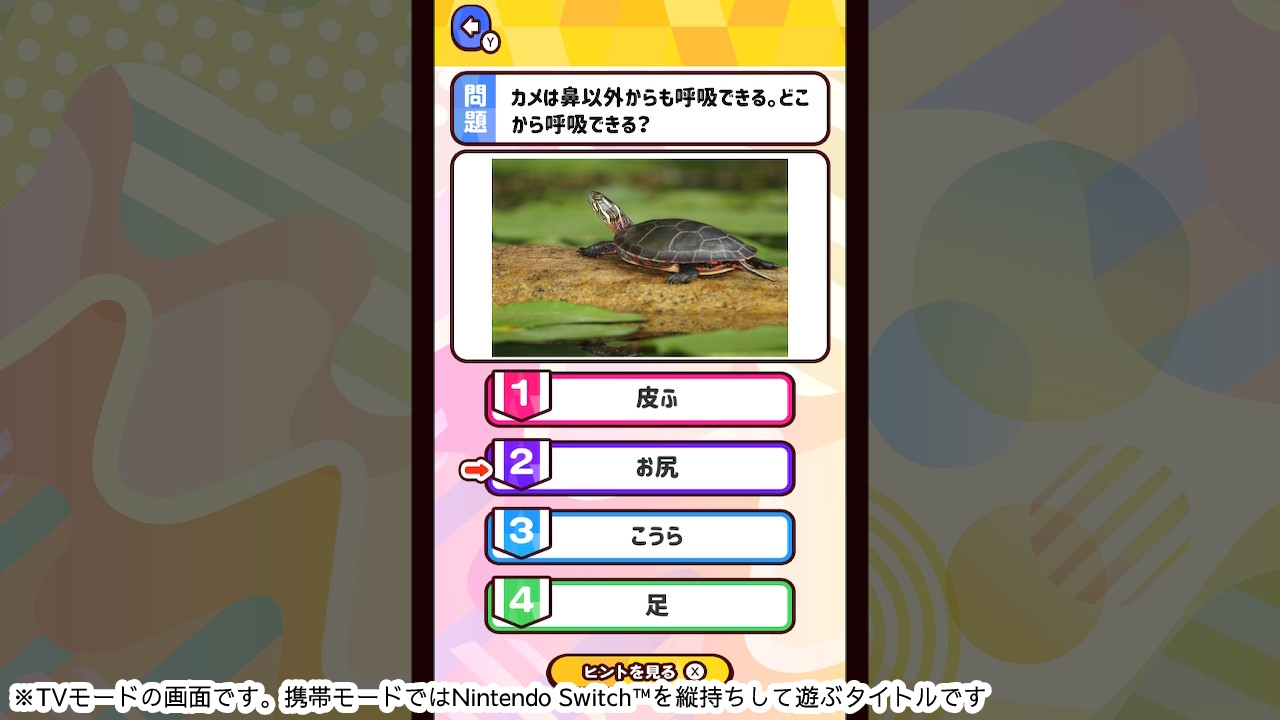 Y
問題
カメは鼻以外からも呼吸できる。どこ
から呼吸できる?
1 皮ふ
2 お尻
3 こうら
4 足
ヒントを見る X
※TVモードの画面です。携帯モードではNintendo Switch™を縦持ちして遊ぶタイトルです